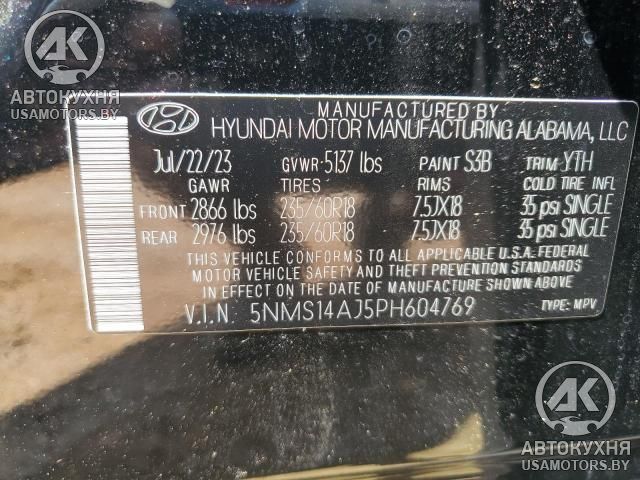 AK
АВТОКУХНЯ
USAMORS.BY
MANUFACTURED BY
HYUNDAI MOTOR MANUFACTURING ALABAMA, LLC
Jul/22/23 GVWR:5137 lbs PAINT S3B TRIM YTH
GAWR TIRES RIMS COLD TIRE INFL
FRONT 2866 lbs 235/60R18 7.5JX18 35 psi SINGLE
REAR 2976 lbs 235/60R18 7.5JX18 35 psi SINGLE
THIS VEHICLE CONFORMS TO ALL APPLICABLE U.S.A. FEDERAL
MOTOR VEHICLE SAFETY AND THEFT PREVENTION STANDARDS
IN EFFECT ON THE DATE OF MANUFACTURE SHOWN ABOVE
V.I.N. 5NMS14AJ5PH604769 TYPE: MPV
AK
АВТОКУХНЯ
USAMOTORS.BY